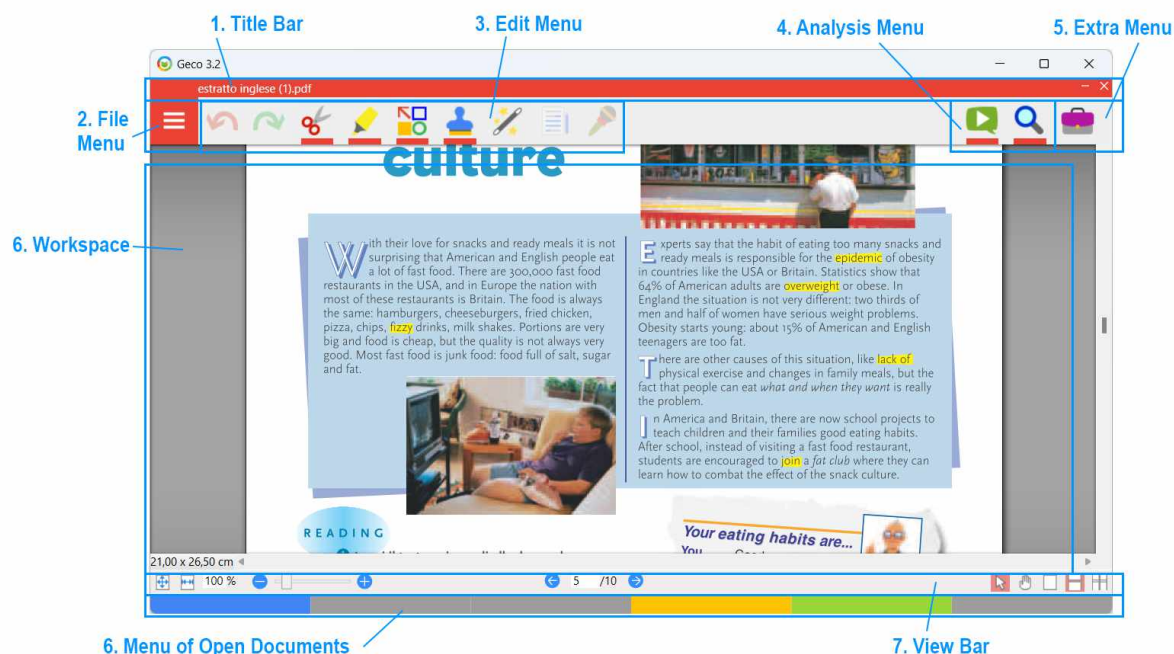 1. Title Bar
3. Edit Menu
4. Analysis Menu
5. Extra Menu
Geco 3.2
estratto inglese (1).pdf
2. File
Menu
6. Workspace
culture
With their love for snacks and ready meals it is not
surprising that American and English people eat
a lot of fast food. There are 300,000 fast food
restaurants in the USA, and in Europe the nation with
most of these restaurants is Britain. The food is always
the same: hamburgers, cheeseburgers, fried chicken,
pizza, chips, fizzy drinks, milk shakes. Portions are very
big and food is cheap, but the quality is not always very
good. Most fast food is junk food: food full of salt, sugar
and fat.
Experts say that the habit of eating too many snacks and
ready meals is responsible for the epidemic of obesity
in countries like the USA or Britain. Statistics show that
64% of American adults are overweight or obese. In
England the situation is not very different: two thirds of
men and half of women have serious weight problems.
Obesity starts young: about 15% of American and English
teenagers are too fat.
There are other causes of this situation, like lack of
physical exercise and changes in family meals, but the
fact that people can eat what and when they want is really
the problem.
In America and Britain, there are now school projects to
teach children and their families good eating habits.
After school, instead of visiting a fast food restaurant,
students are encouraged to join a fat club where they can
learn how to combat the effect of the snack culture.
READING
Your eating habits are...
You
21,00 x 26,50 cm
100 %
5 /10
6. Menu of Open Documents
7. View Bar